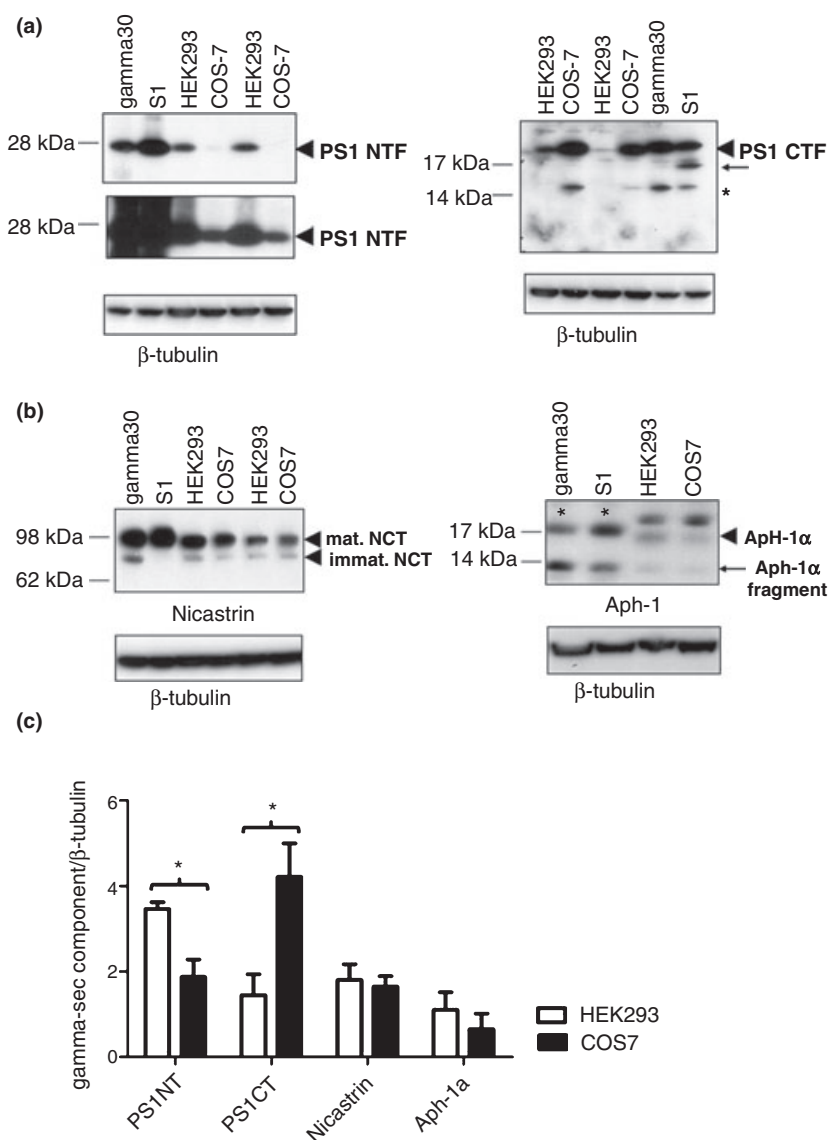 (a)
gamma30 S1 HEK293 COS-7 HEK293 COS-7
28 kDa PS1 NTF
28 kDa PS1 NTF
β-tubulin
HEK293 COS-7 HEK293 COS-7 gamma30 S1
PS1 CTF
17 kDa
14 kDa *
β-tubulin
(b)
gamma30 S1 HEK293 COS7 HEK293 COS7
98 kDa mat. NCT
immat. NCT
62 kDa
Nicastrin
β-tubulin
gamma30 S1 HEK293 COS7
* *
17 kDa ApH-1α
14 kDa Aph-1α
fragment
Aph-1
β-tubulin
(c)
gamma-sec component/β-tubulin
6
4
2
0
* *
PS1NT PS1CT Nicastrin Aph-1a
HEK293
COS7